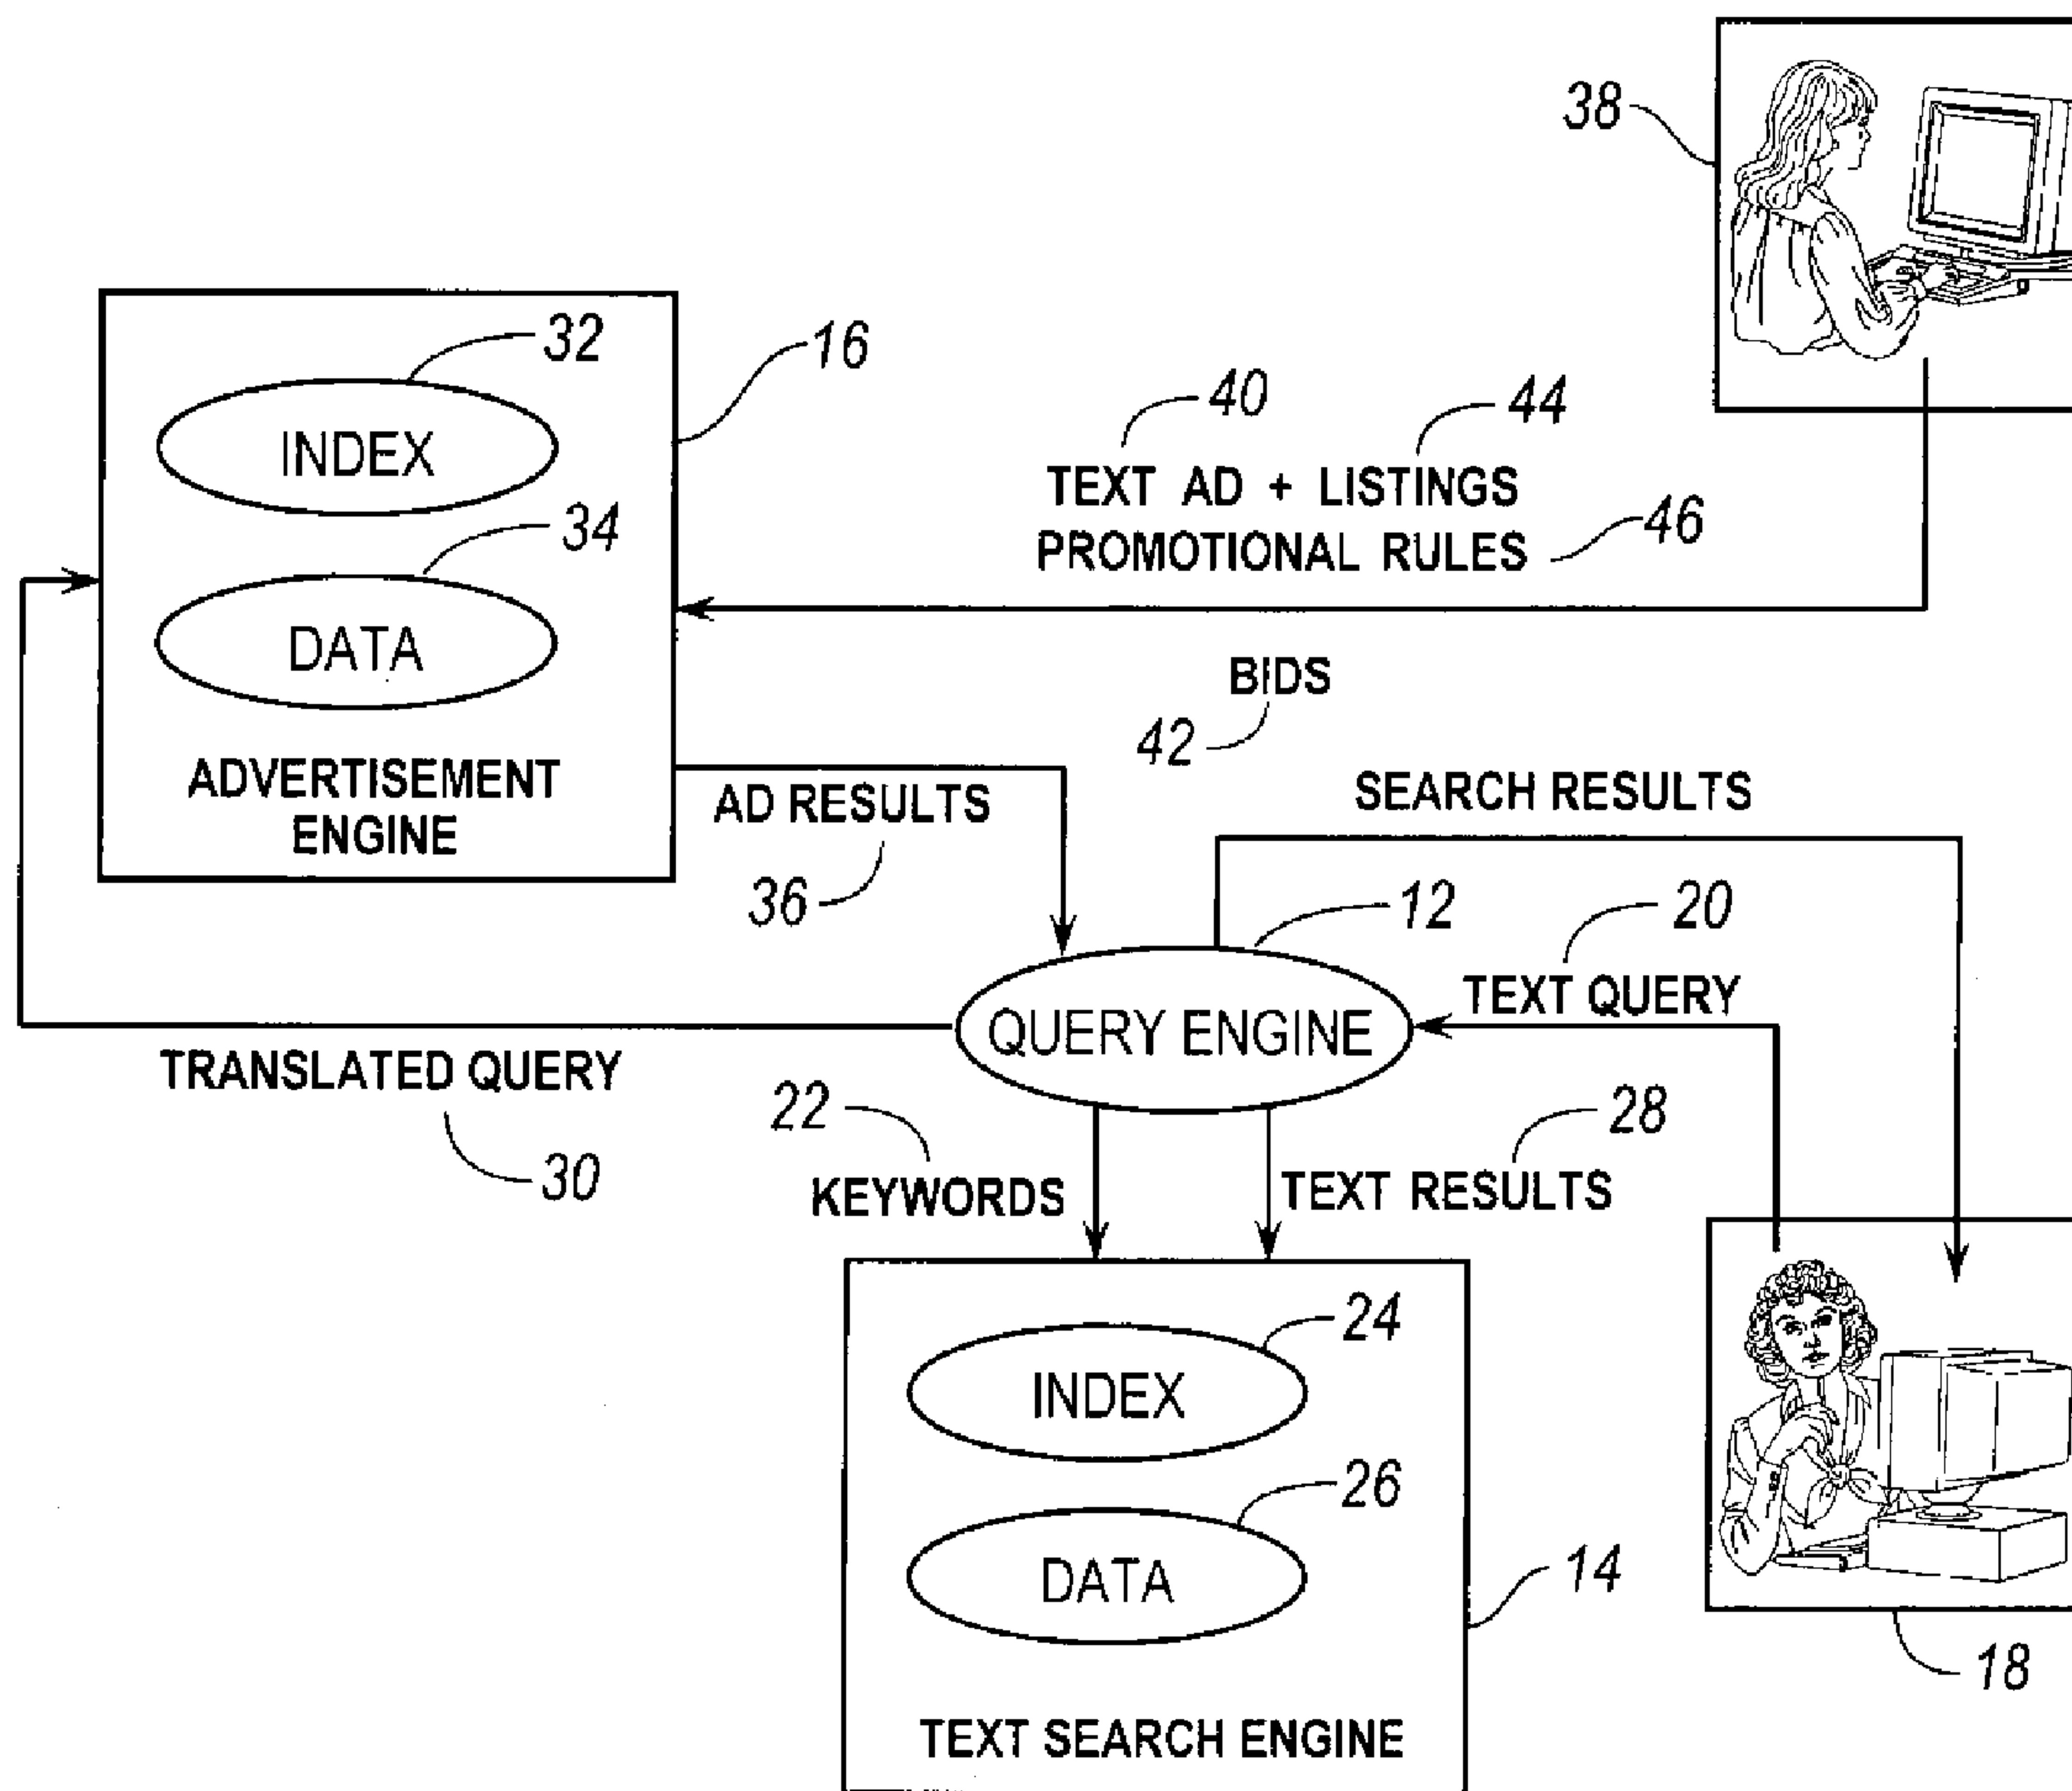 38
32
16
INDEX
40
44
TEXT AD + LISTINGS
34
PROMOTIONAL RULES
46
DATA
BIDS
42
ADVERTISEMENT
ENGINE
AD RESULTS
SEARCH RESULTS
36
12
20
TEXT QUERY
QUERY ENGINE
TRANSLATED QUERY
22
28
30
KEYWORDS
TEXT RESULTS
24
INDEX
26
DATA
14
18
TEXT SEARCH ENGINE